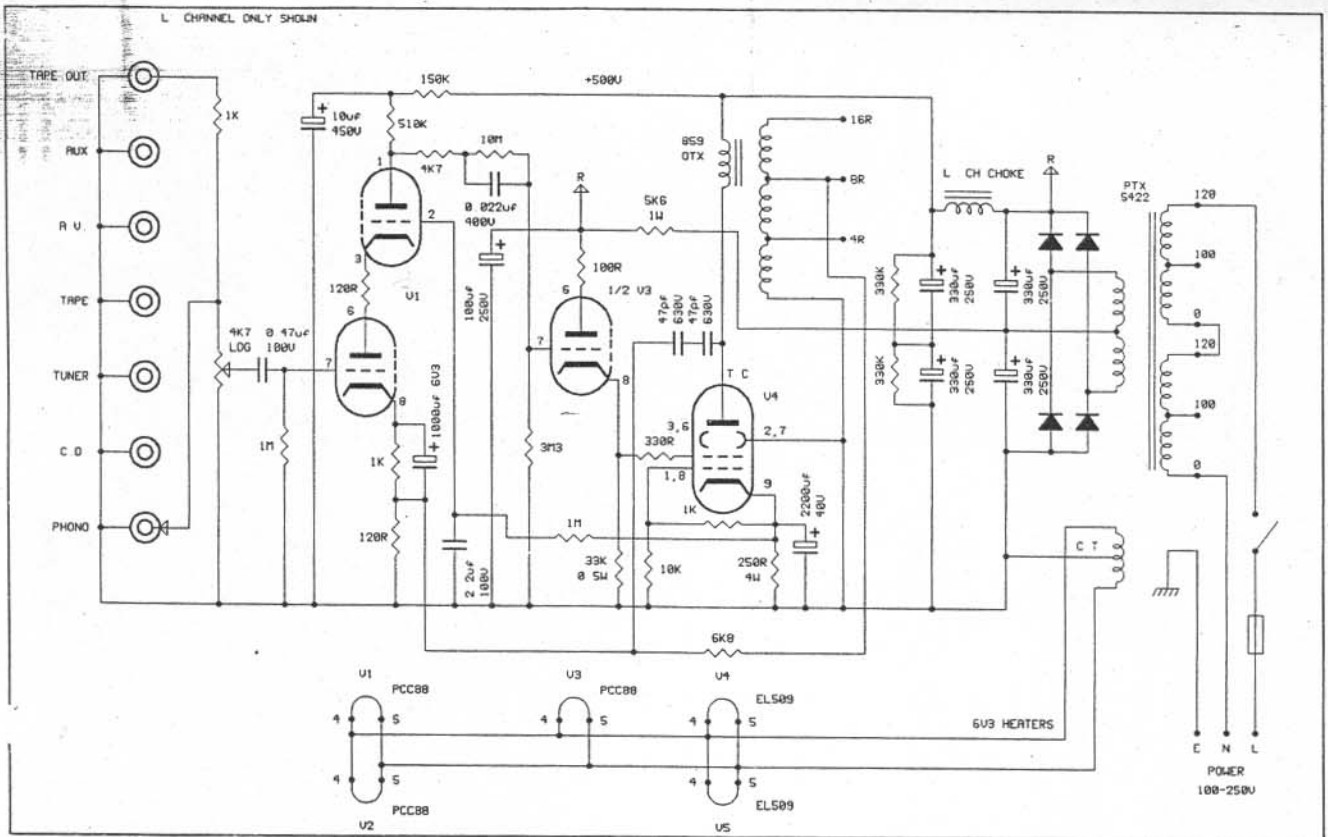 L CHANNEL ONLY SHOWN
TAPE OUT
AUX
A V.
TAPE
TUNER
C.D.
PHONO
1K
4K7
LOG
0.47uf
100V
1M
10uf
450V
150K
510K
1
2
3
120R
V1
6
7
8
1K
120R
1000uf 6V3
4K7
10M
0.022uf
400V
3M3
2.2uf
100V
1M
+500V
R
100uf
250V
100R
6
1/2 V3
7
8
33K
0 5W
5K6
1W
859
OTX
16R
8R
4R
47pf
630V
47pf
630V
T C
V4
3,6
2,7
330R
1,8
9
1K
10K
250R
4W
2200uf
40V
6K8
L CH CHOKE
R
330K
330K
330uf
250V
330uf
250V
330uf
250V
330uf
250V
PTX
5422
120
100
0
120
100
0
C T
V1
PCC88
4 5
4 5
PCC88
V2
V3
PCC88
4 5
V4
EL509
4 5
4 5
EL509
V5
6V3 HEATERS
E N L
POWER
100-250V